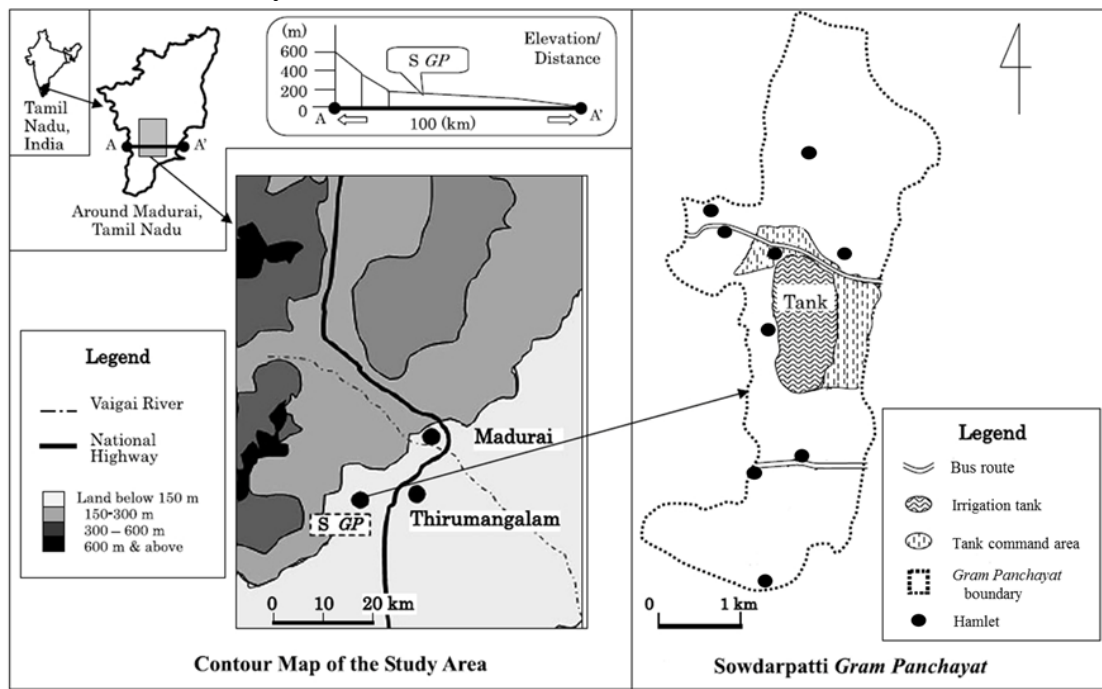 Tamil
Nadu,
India
A
A'
Around Madurai,
Tamil Nadu
(m)
600
400
200
0
S GP
Elevation/
Distance
A
100 (km)
A'
Legend
Vaigai River
National
Highway
Land below 150 m
150-300 m
300 – 600 m
600 m & above
Madurai
Thirumangalam
S GP
0 10 20 km
Contour Map of the Study Area
Tank
0 1 km
Legend
Bus route
Irrigation tank
Tank command area
Gram Panchayat
boundary
Hamlet
Sowdarpatti Gram Panchayat